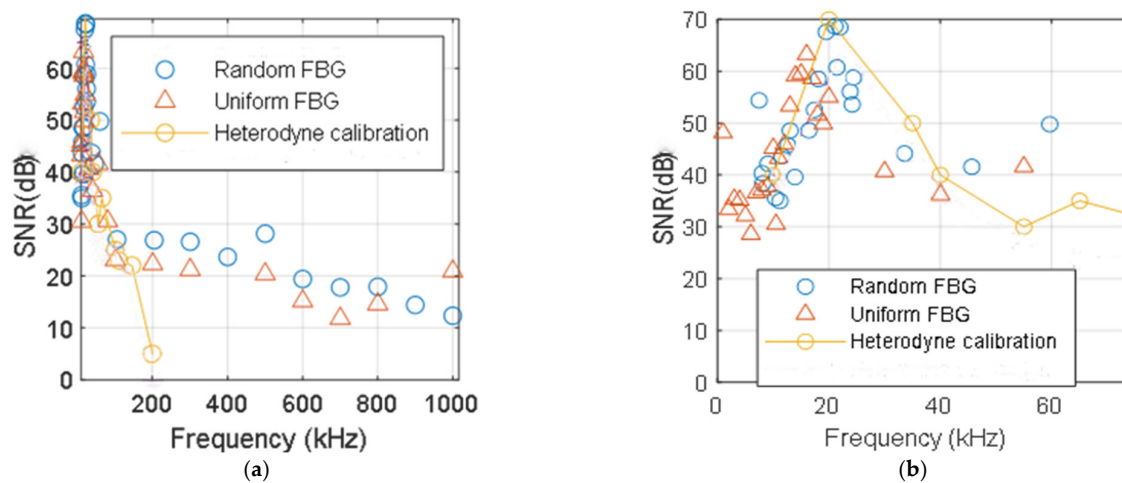 60
50
40
30
20
10
0
200
400
600
800
1000
SNR(dB)
Frequency (kHz)
Random FBG
Uniform FBG
Heterodyne calibration
(a)
70
60
50
40
30
20
10
0
0
20
40
60
SNR(dB)
Frequency (kHz)
Random FBG
Uniform FBG
Heterodyne calibration
(b)